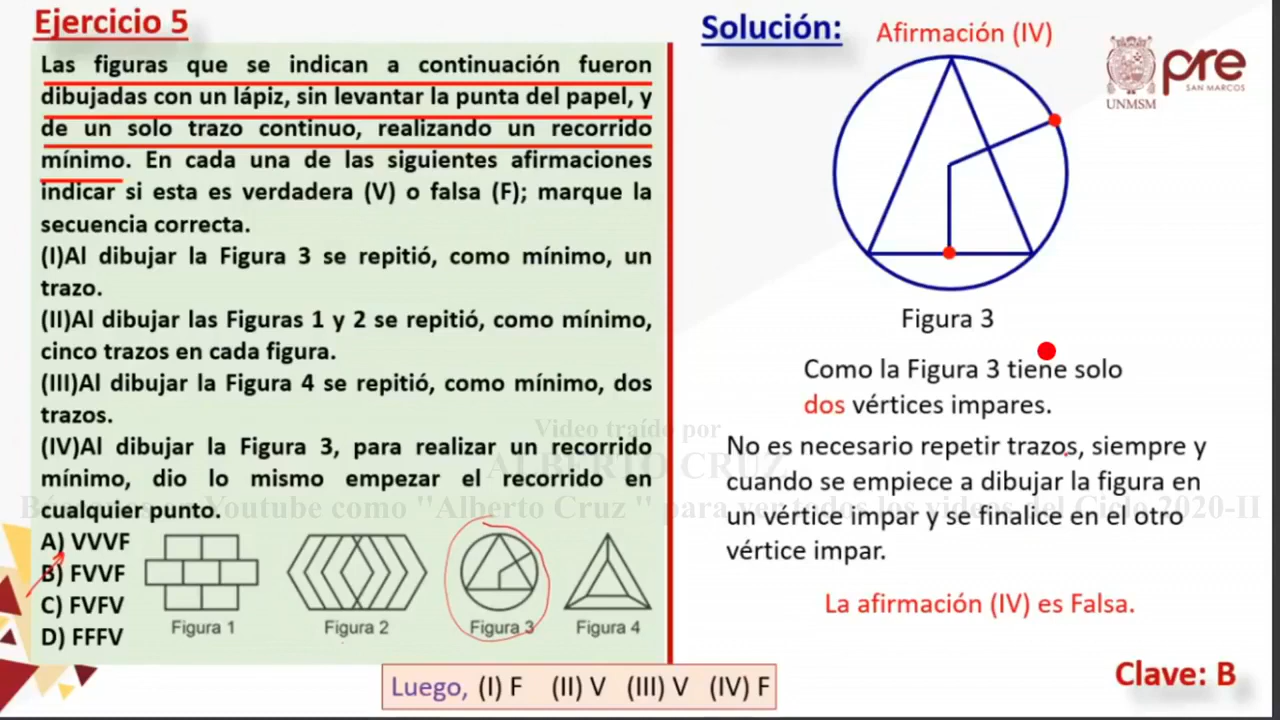 Ejercicio 5
Las figuras que se indican a continuación fueron
dibujadas con un lápiz, sin levantar la punta del papel, y
de un solo trazo continuo, realizando un recorrido
mínimo. En cada una de las siguientes afirmaciones
indicar si esta es verdadera (V) o falsa (F); marque la
secuencia correcta.
(I)Al dibujar la Figura 3 se repitió, como mínimo, un
trazo.
(II)Al dibujar las Figuras 1 y 2 se repitió, como mínimo,
cinco trazos en cada figura.
(III)Al dibujar la Figura 4 se repitió, como mínimo, dos
trazos.
(IV)Al dibujar la Figura 3, para realizar un recorrido
mínimo, dio lo mismo empezar el recorrido en
cualquier punto.
A) VVVF
B) FVVF
C) FVFV
D) FFFV
Figura 1
Figura 2
Figura 3
Figura 4
Solución:
Afirmación (IV)
UNMSM
pre
SAN MARCOS
Figura 3
Como la Figura 3 tiene solo
dos vértices impares.
No es necesario repetir trazos, siempre y
cuando se empiece a dibujar la figura en
un vértice impar y se finalice en el otro
vértice impar.
La afirmación (IV) es Falsa.
Luego, (I) F (II) V (III) V (IV) F
Clave: B
Video traído por
ALBERTO CRUZ
Youtube como "Alberto Cruz " para ver todos los videos del Ciclo 2020-II